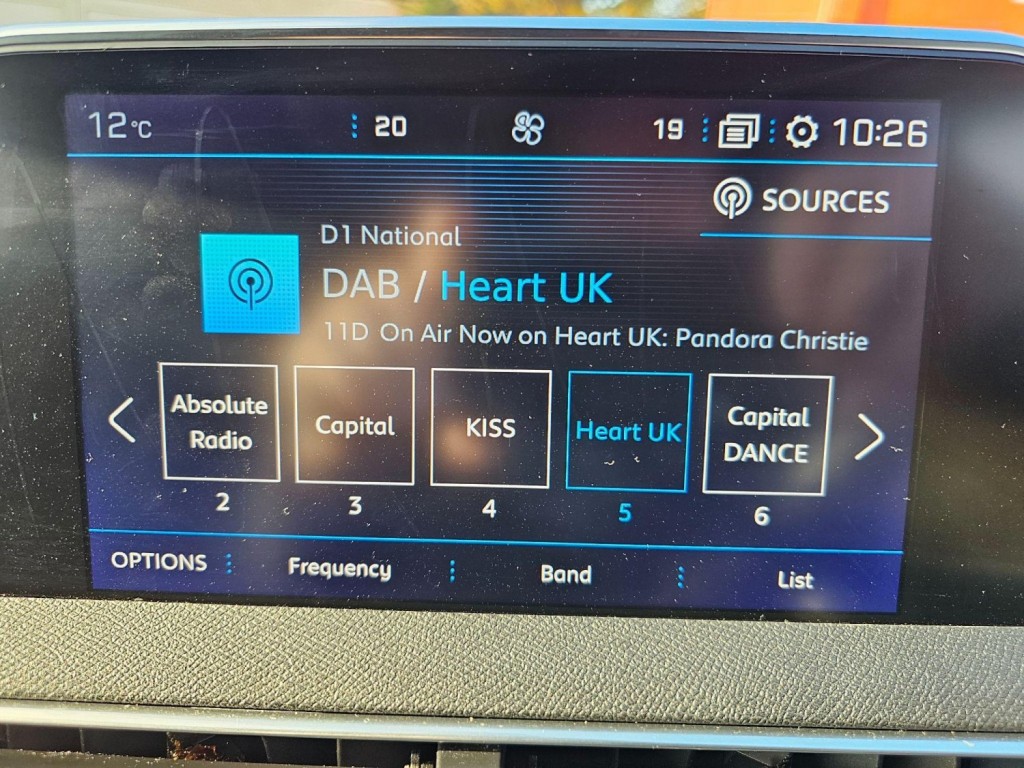 12°C 20 19 10:26
SOURCES
D1 National
DAB / Heart UK
11D On Air Now on Heart UK: Pandora Christie
Absolute
Radio
Capital
KISS
Heart UK
Capital
DANCE
2 3 4 5 6
OPTIONS Frequency Band List